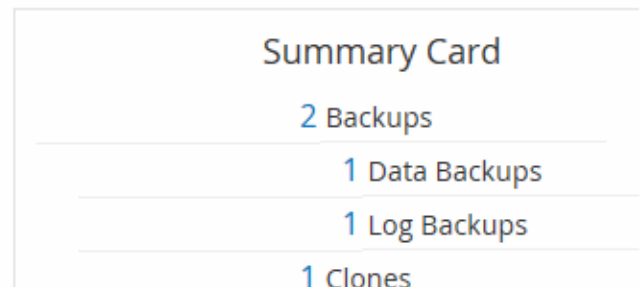 Summary Card
2 Backups
1 Data Backups
1 Log Backups
1 Clones